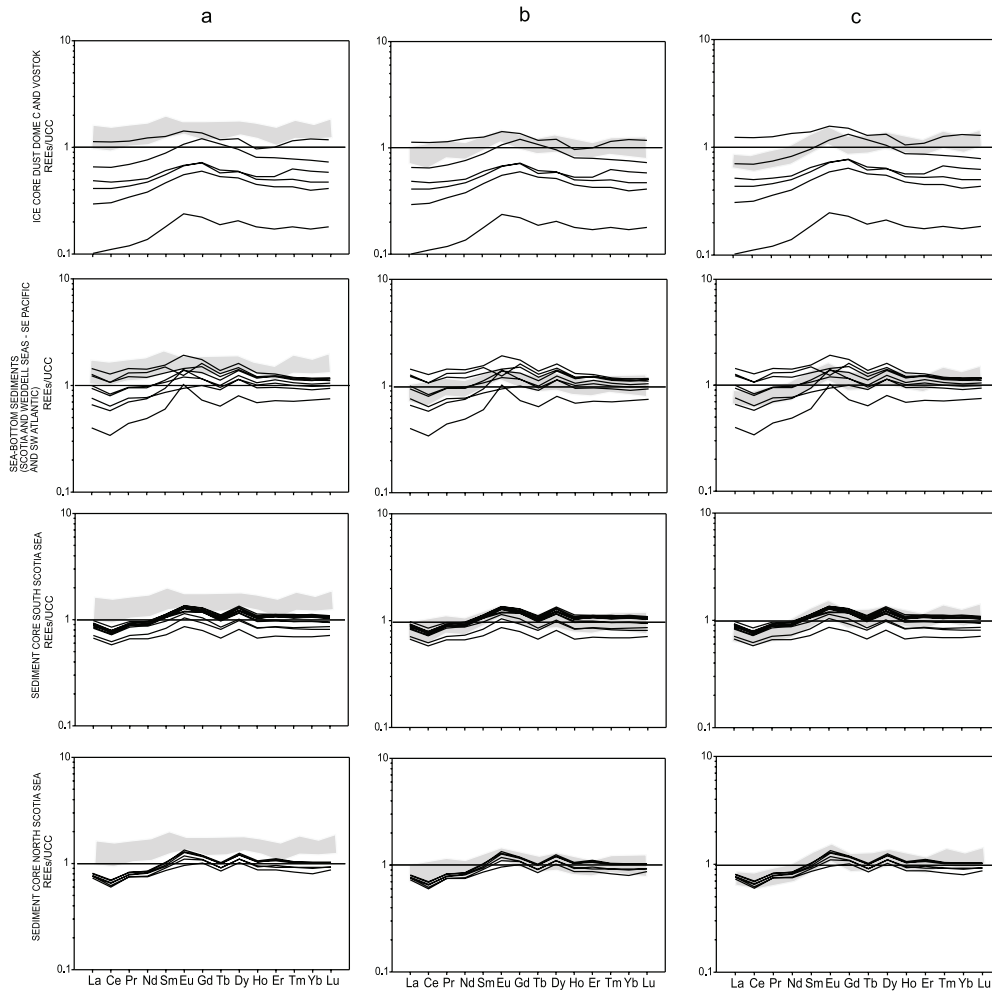 a
b
c
ICE CORE DUST DOME C AND VOSTOK
REEs/UCC
10
1
0.1
10
1
0.1
10
1
0.1
SEA-BOTTOM SEDIMENTS
(SCOTIA AND WEDDELL SEAS - SE PACIFIC
AND SW ATLANTIC)
REEs/UCC
10
1
0.1
10
1
0.1
10
1
0.1
SEDIMENT CORE SOUTH SCOTIA SEA
REEs/UCC
10
1
0.1
10
1
0.1
10
1
0.1
SEDIMENT CORE NORTH SCOTIA SEA
REEs/UCC
10
1
0.1
10
1
0.1
10
1
0.1
La Ce Pr Nd Sm Eu Gd Tb Dy Ho Er Tm Yb Lu
La Ce Pr Nd Sm Eu Gd Tb Dy Ho Er Tm Yb Lu
La Ce Pr Nd Sm Eu Gd Tb Dy Ho Er Tm Yb Lu